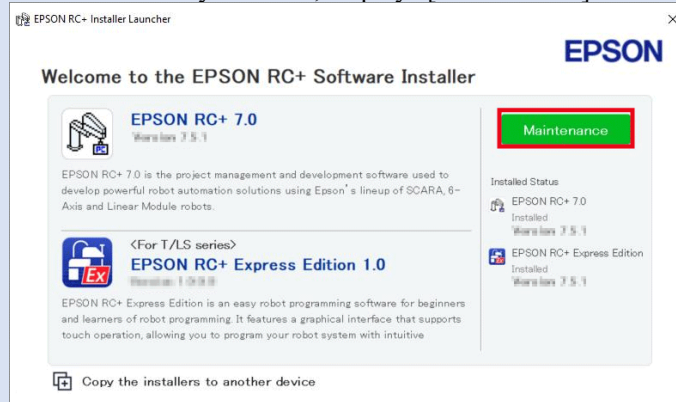 EPSON RC+ Installer Launcher
EPSON
Welcome to the EPSON RC+ Software Installer
EPSON RC+ 7.0
EPSON RC+ 7.0 is the project management and development software used to
develop powerful robot automation solutions using Epson's lineup of SCARA, 6-
Axis and Linear Module robots.
<For T/LS series>
Ex
EPSON RC+ Express Edition 1.0
EPSON RC+ Express Edition is an easy robot programming software for beginners
and learners of robot programming. It features a graphical interface that supports
touch operation, allowing you to program your robot system with intuitive
Maintenance
Installed Status
EPSON RC+ 7.0
Installed
EPSON RC+ Express Edition
Installed
Copy the installers to another device